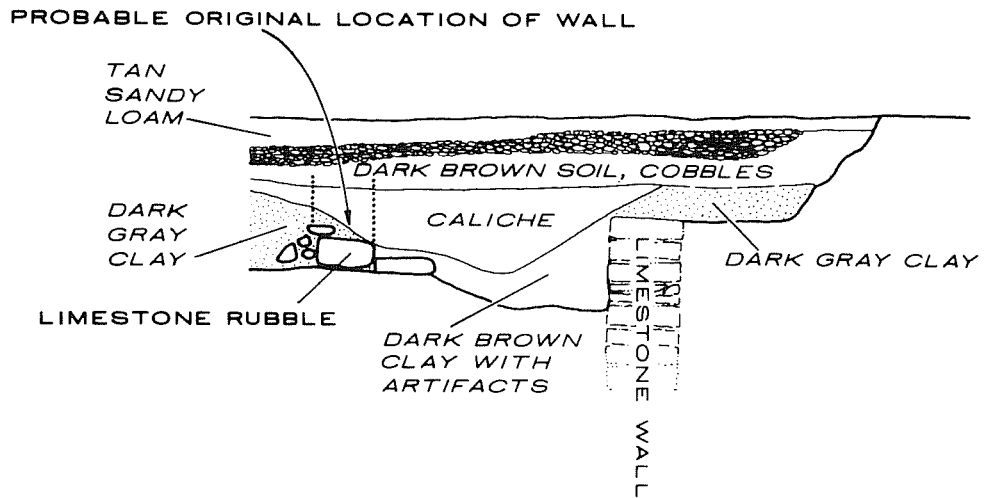 PROBABLE ORIGINAL LOCATION OF WALL
TAN
SANDY
LOAM
DARK BROWN SOIL, COBBLES
DARK
GRAY
CLAY
CALICHE
DARK GRAY CLAY
LIMESTONE RUBBLE
DARK BROWN
CLAY WITH
ARTIFACTS
LIMESTONE WALL